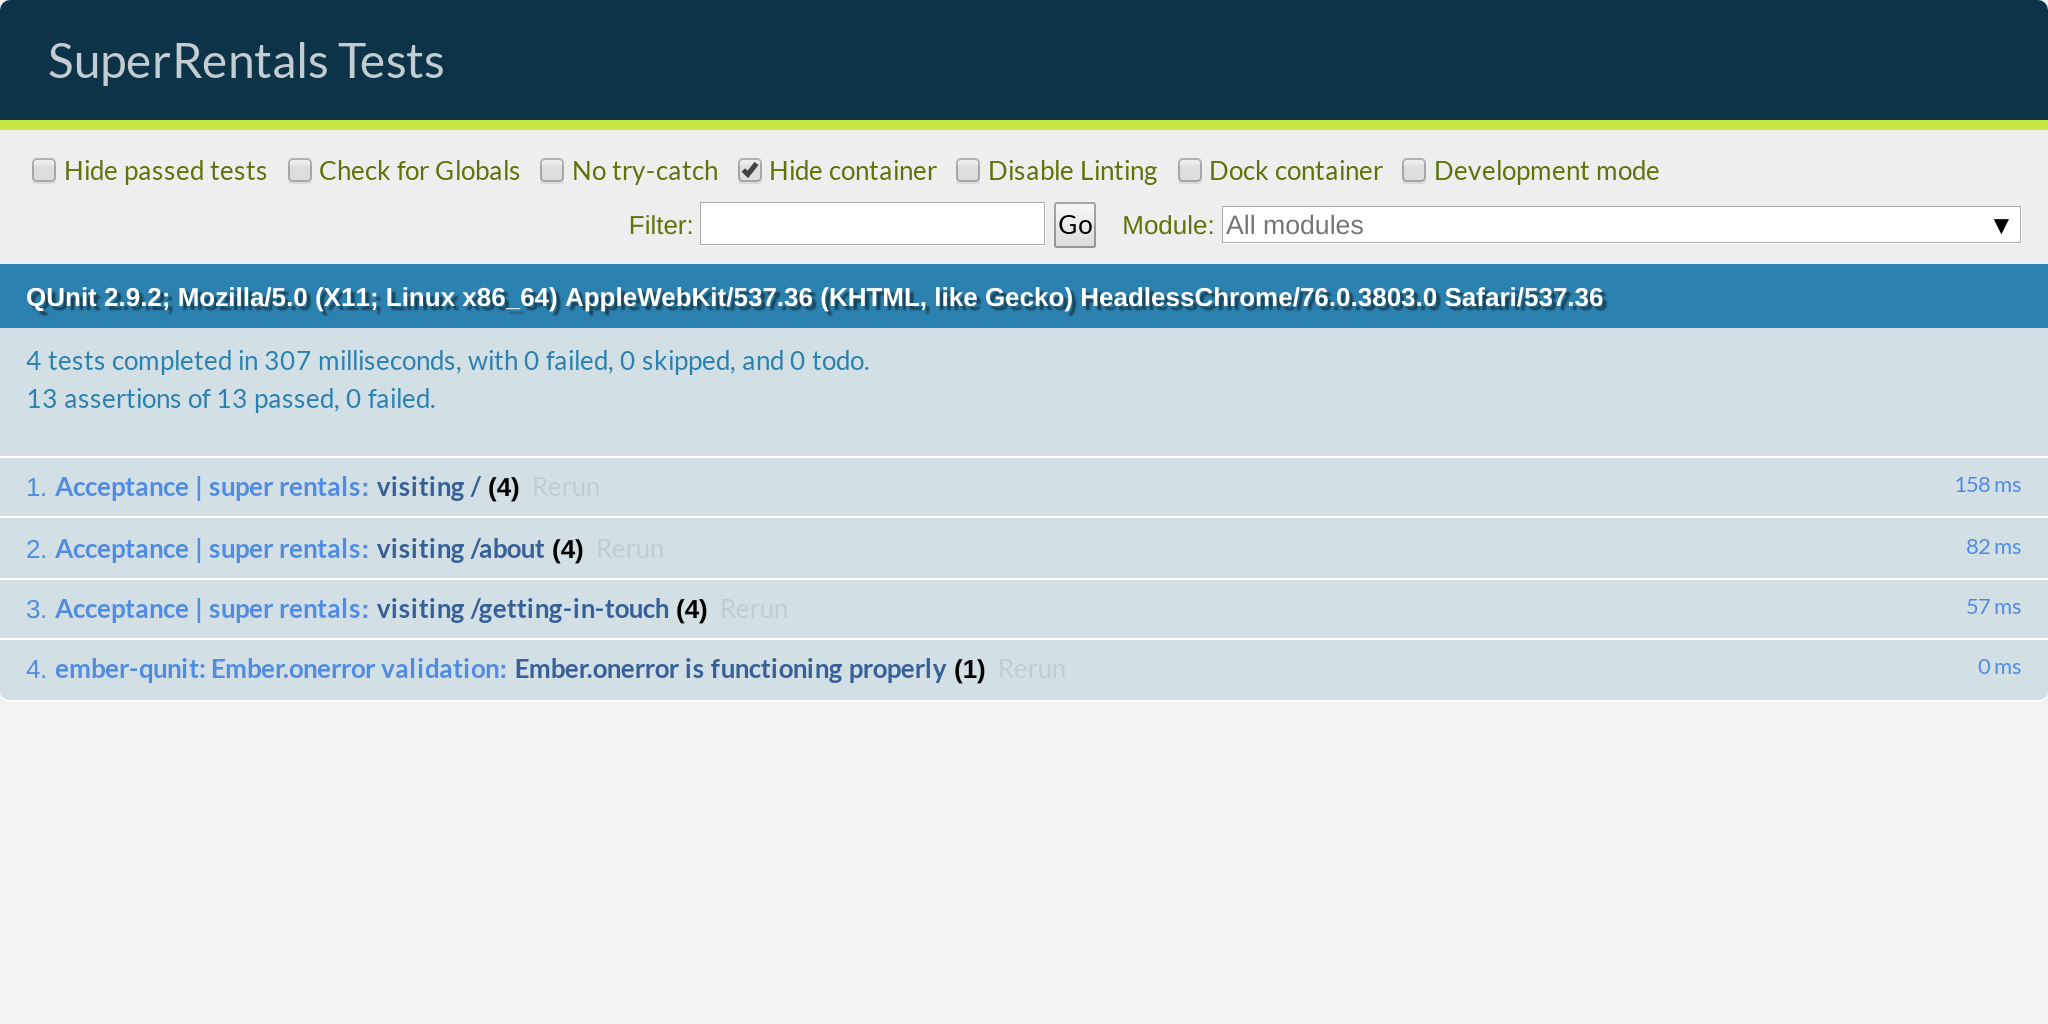 SuperRentals Tests
Hide passed tests Check for Globals No try-catch Hide container Disable Linting Dock container Development mode
Filter: Go Module: All modules ▼
QUnit 2.9.2; Mozilla/5.0 (X11; Linux x86_64) AppleWebKit/537.36 (KHTML, like Gecko) HeadlessChrome/76.0.3803.0 Safari/537.36
4 tests completed in 307 milliseconds, with 0 failed, 0 skipped, and 0 todo.
13 assertions of 13 passed, 0 failed.
1. Acceptance | super rentals: visiting / (4) Rerun 158 ms
2. Acceptance | super rentals: visiting /about (4) Rerun 82 ms
3. Acceptance | super rentals: visiting /getting-in-touch (4) Rerun 57 ms
4. ember-qunit: Ember.onerror validation: Ember.onerror is functioning properly (1) Rerun 0 ms